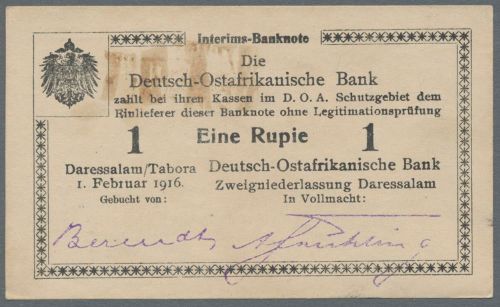 Interims-Banknote
Die
Deutsch-Ostafrikanische Bank
zahlt bei ihren Kassen im D. O. A. Schutzgebiet dem
Einlieferer dieser Banknote ohne Legitimationsprüfung
1 Eine Rupie 1
Daressalam/Tabora
1. Februar 1916.
Gebucht von:
Deutsch-Ostafrikanische Bank
Zweigniederlassung Daressalam
In Vollmacht:
Berendt